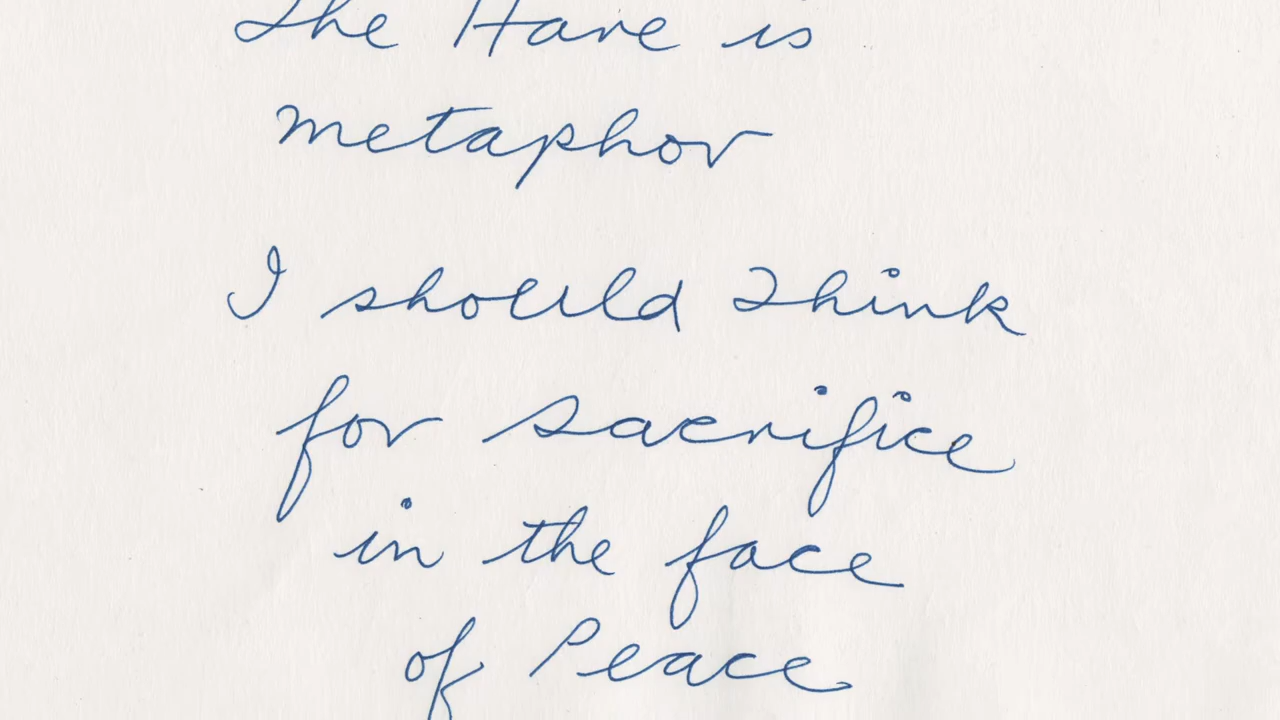 The Hare is
metaphor
I should think
for sacrifice
in the face
of Peace